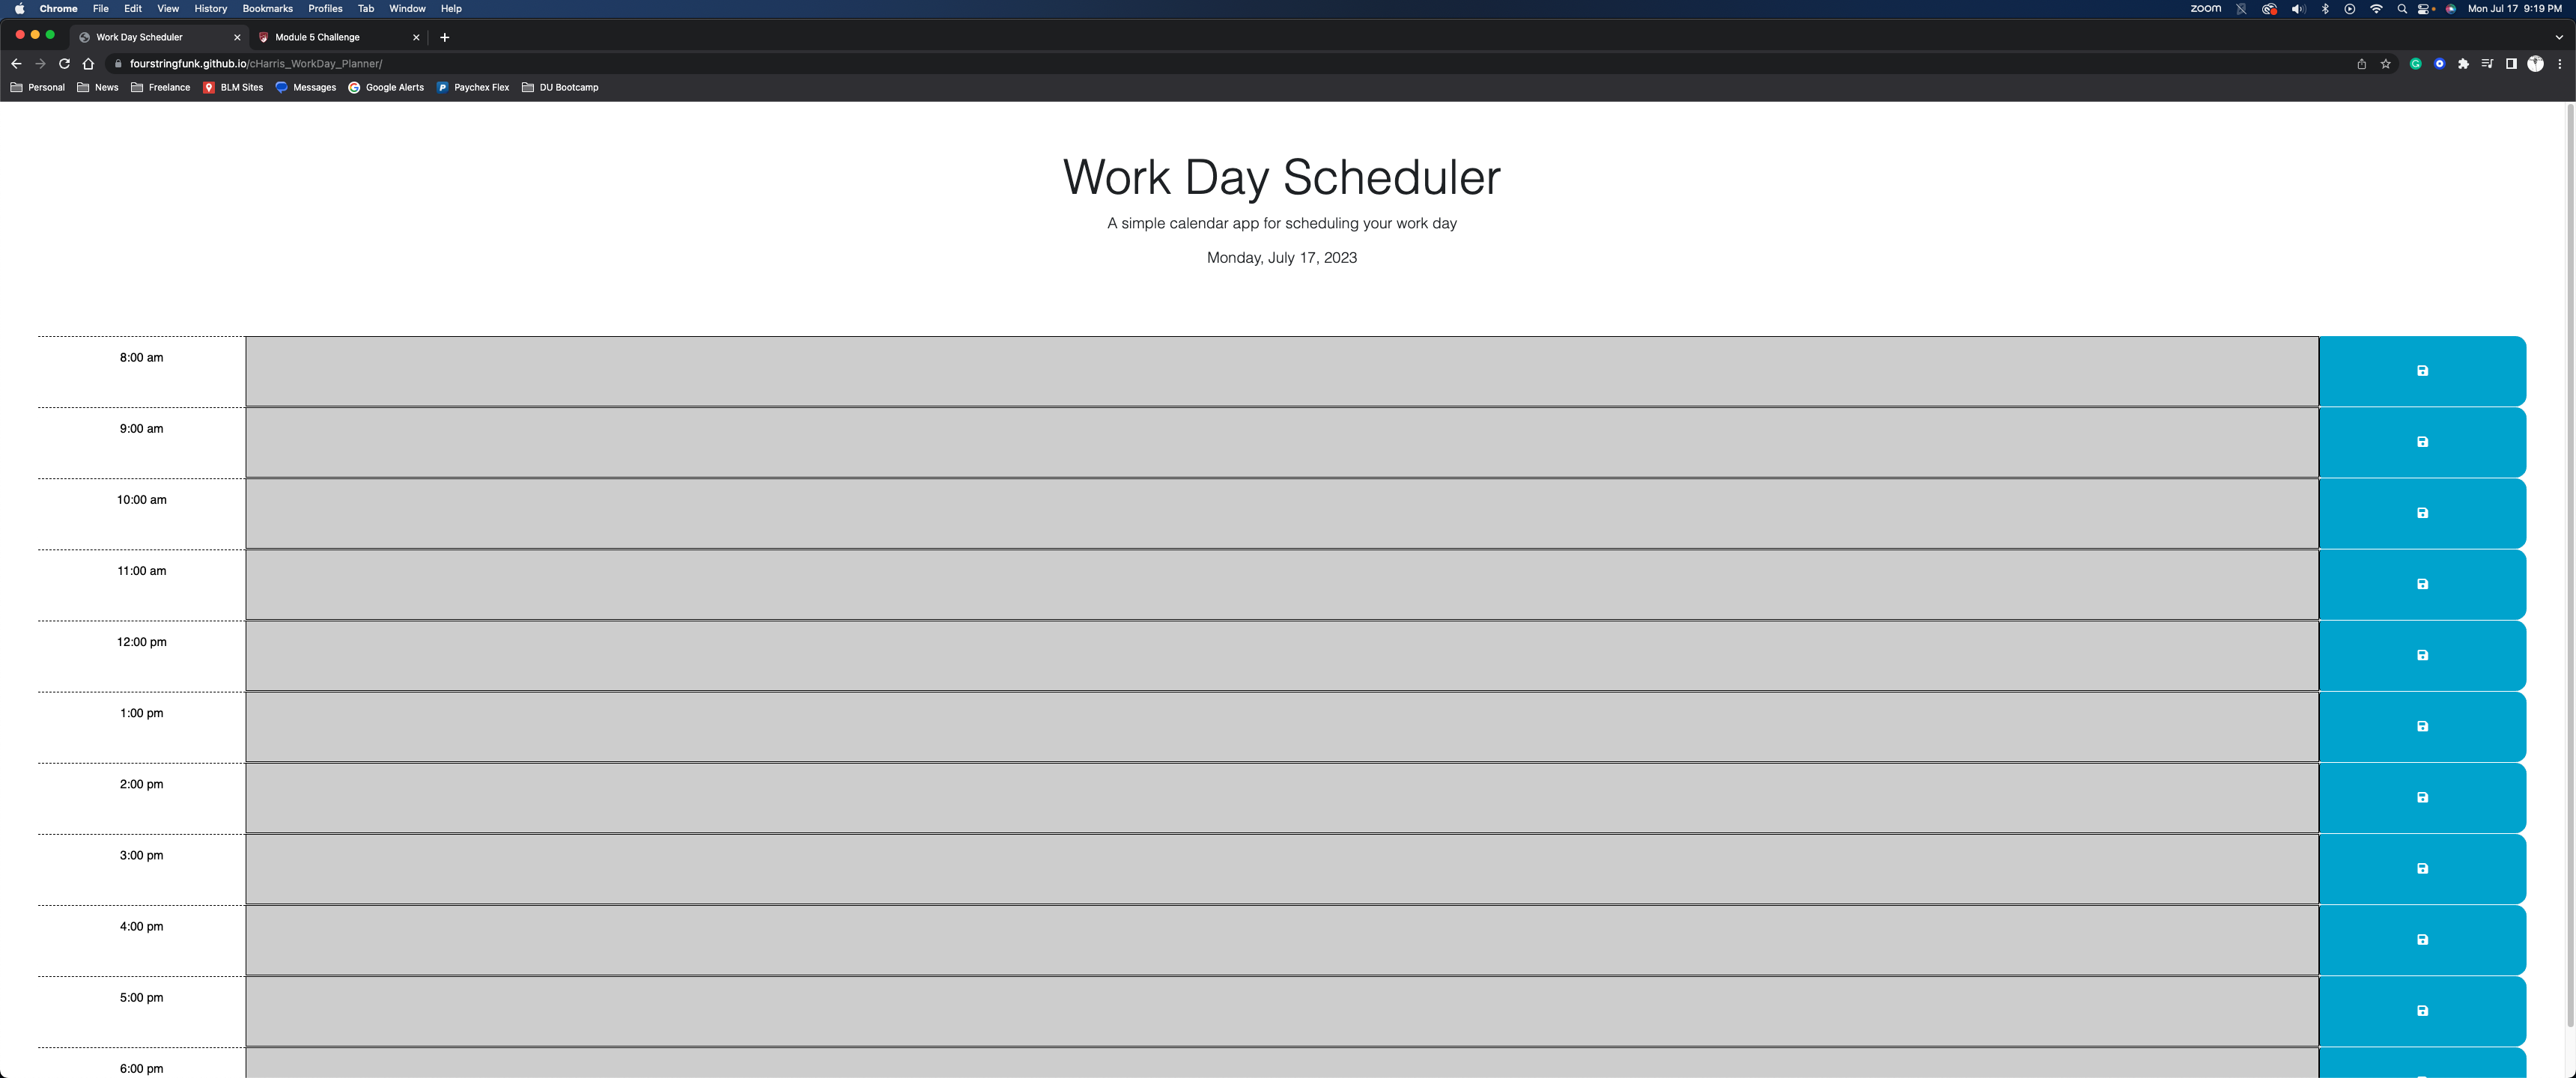 Chrome File Edit View History Bookmarks Profiles Tab Window Help zoom Mon Jul 17 9:19 PM
Work Day Scheduler Module 5 Challenge
fourstringfunk.github.io/cHarris_WorkDay_Planner/
Personal News Freelance BLM Sites Messages Google Alerts Paychex Flex DU Bootcamp
Work Day Scheduler
A simple calendar app for scheduling your work day
Monday, July 17, 2023
8:00 am
9:00 am
10:00 am
11:00 am
12:00 pm
1:00 pm
2:00 pm
3:00 pm
4:00 pm
5:00 pm
6:00 pm